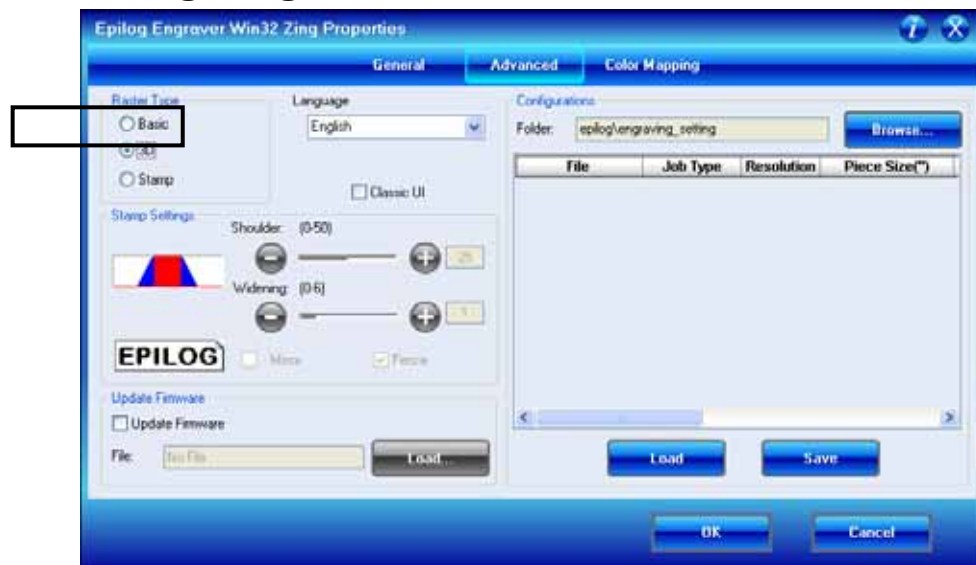 Epilog Engraver Win32 Zing Properties
General Advanced Color Mapping
Raster Type
Basic
3D
Stamp
Language
English
Classic UI
Stamp Settings
Shoulder: (0-50)
25
Widening: (0-6)
1
EPILOG
Mirror Fence
Update Firmware
Update Firmware
File: No File Load...
Configurations
Folder: epilog\engraving_setting Browse...
File Job Type Resolution Piece Size(")
Load Save
OK Cancel